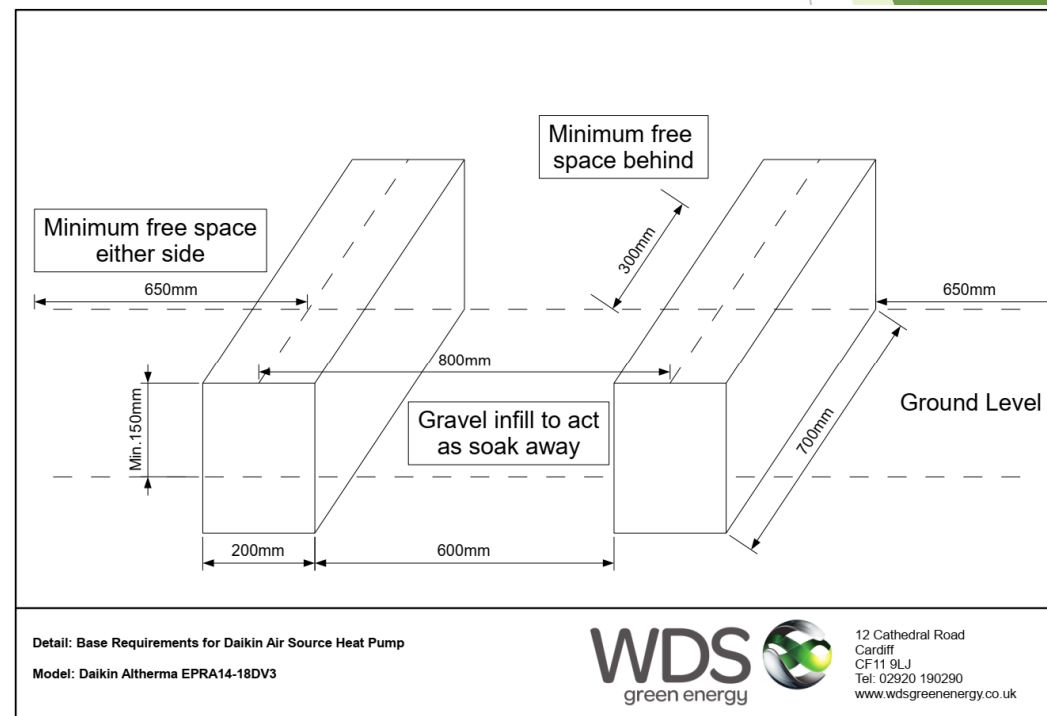 Minimum free
space behind
Minimum free space
either side
300mm
650mm
650mm
800mm
Min.150mm
Gravel infill to act
as soak away
Ground Level
700mm
200mm
600mm
Detail: Base Requirements for Daikin Air Source Heat Pump
Model: Daikin Altherma EPRA14-18DV3
WDS
green energy
12 Cathedral Road
Cardiff
CF11 9LJ
Tel: 02920 190290
www.wdsgreenenergy.co.uk